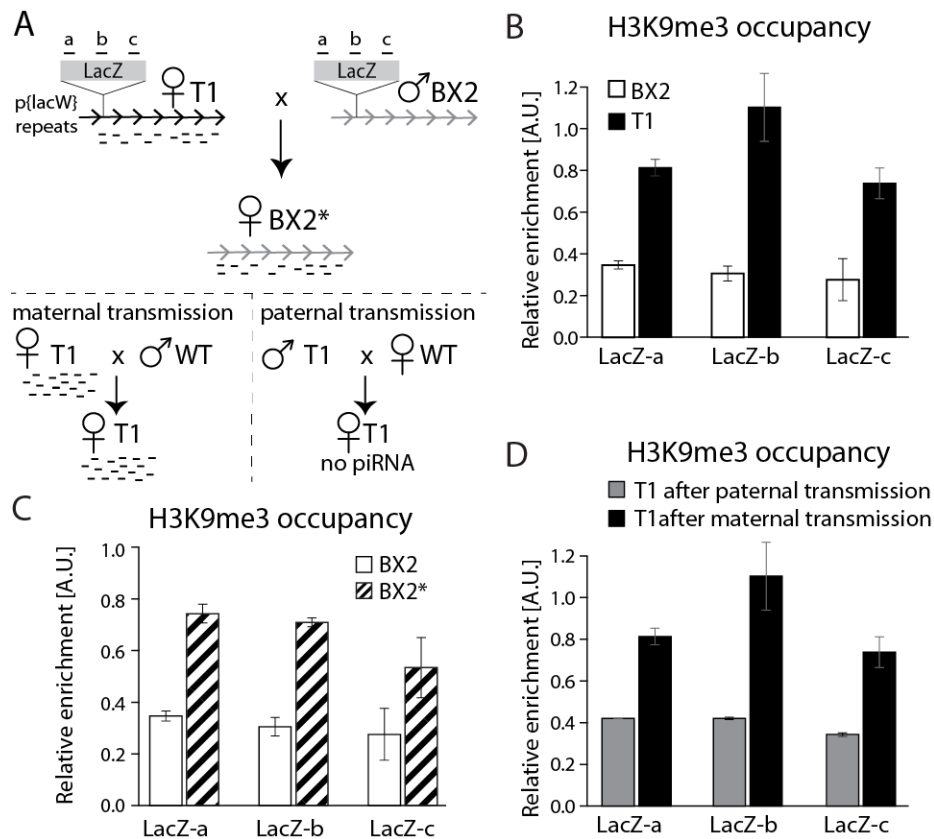 A
a b c
LacZ
♀ T1
p{lacW}
repeats
x
a b c
LacZ
♂ BX2
♀ BX2*
maternal transmission
♀ T1 x ♂ WT
♀ T1
paternal transmission
♂ T1 x ♀ WT
♀ T1
no piRNA
B
H3K9me3 occupancy
BX2
T1
Relative enrichment [A.U.]
1.2
1.0
0.8
0.6
0.4
0.2
0.0
LacZ-a LacZ-b LacZ-c
C
H3K9me3 occupancy
BX2
BX2*
Relative enrichment [A.U.]
1.0
0.8
0.6
0.4
0.2
0.0
LacZ-a LacZ-b LacZ-c
D
H3K9me3 occupancy
T1 after paternal transmission
T1after maternal transmission
Relative enrichment [A.U.]
1.2
1.0
0.8
0.6
0.4
0.2
0.0
LacZ-a LacZ-b LacZ-c